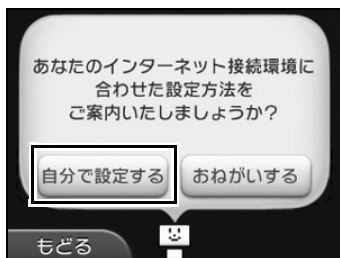 あなたのインターネット接続環境に
合わせた設定方法を
ご案内いたしましょうか？
自分で設定する おねがいする
もどる